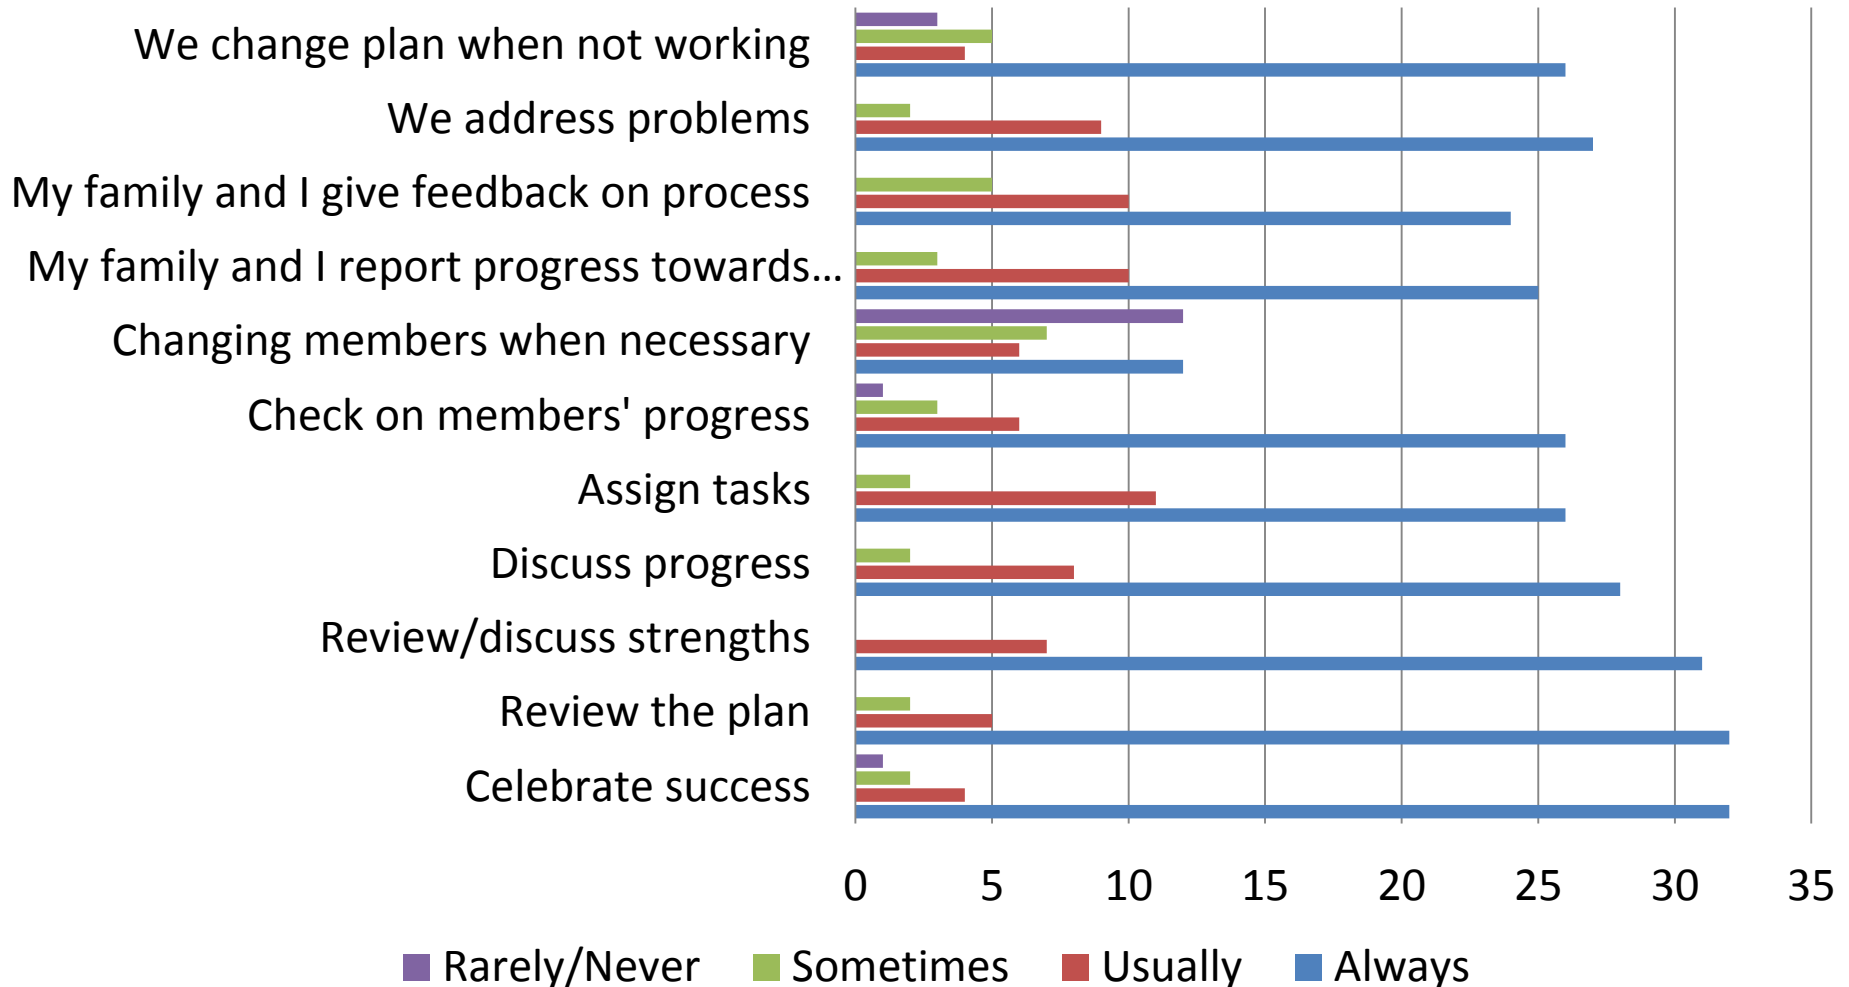 We change plan when not working
We address problems
My family and I give feedback on process
My family and I report progress towards...
Changing members when necessary
Check on members' progress
Assign tasks
Discuss progress
Review/discuss strengths
Review the plan
Celebrate success
0 5 10 15 20 25 30 35
Rarely/Never Sometimes Usually Always